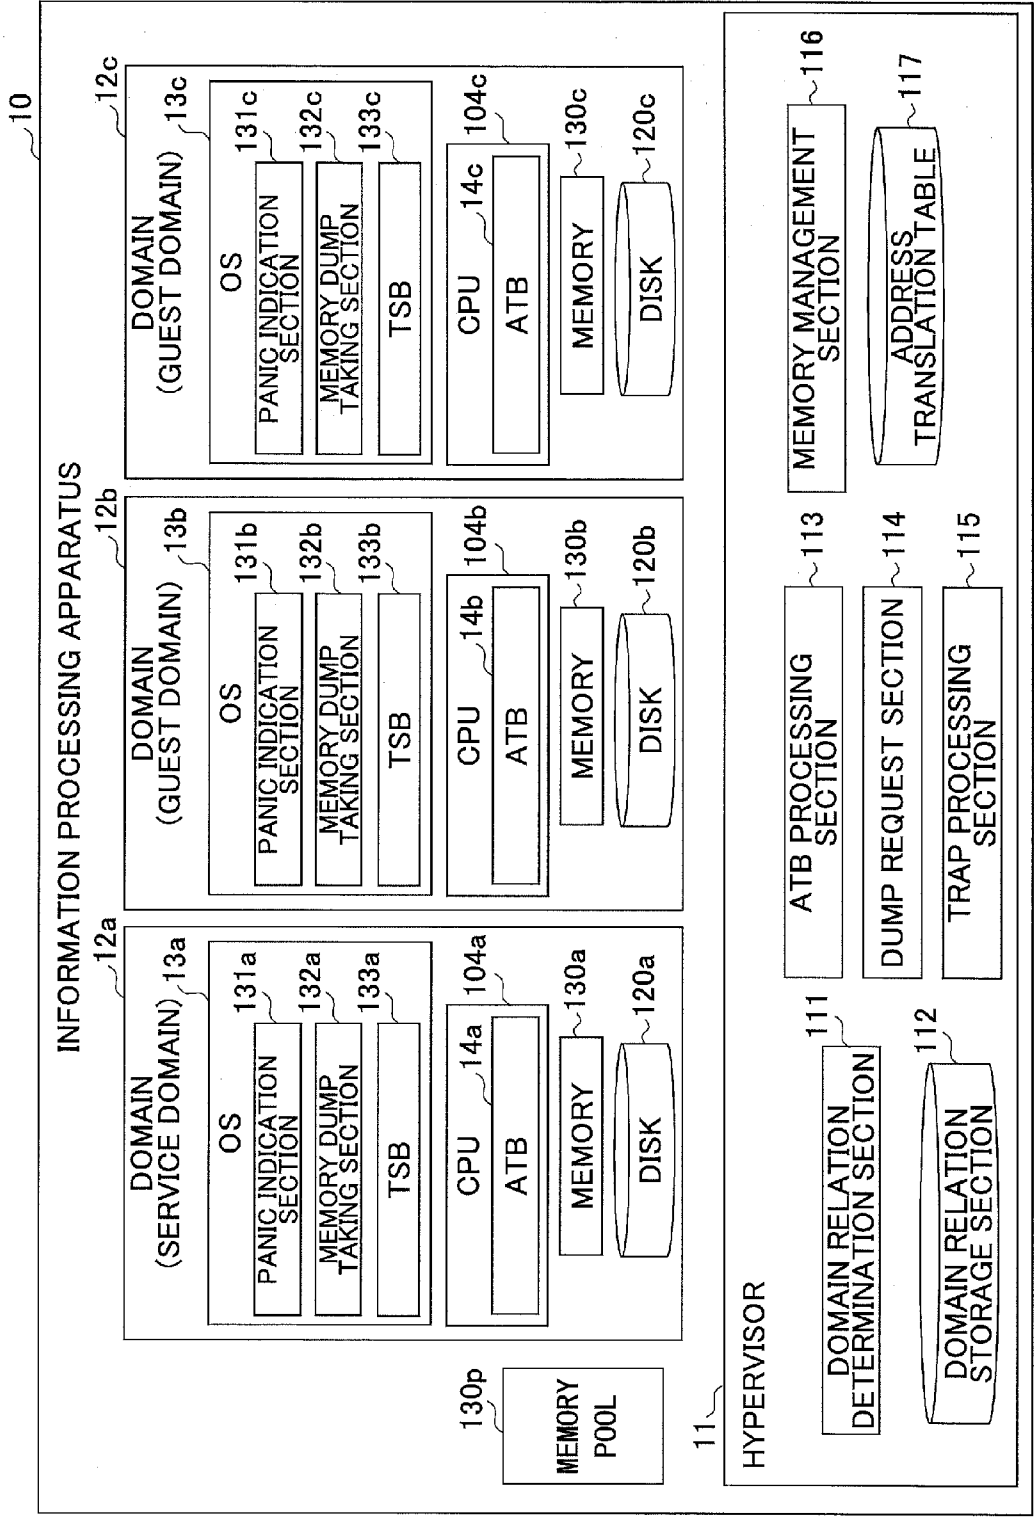 10
INFORMATION PROCESSING APPARATUS
12a
DOMAIN
(SERVICE DOMAIN)
13a
OS
131a
PANIC INDICATION
SECTION
132a
MEMORY DUMP
TAKING SECTION
133a
TSB
104a
CPU
14a
ATB
130a
MEMORY
120a
DISK
12b
DOMAIN
(GUEST DOMAIN)
13b
OS
131b
PANIC INDICATION
SECTION
132b
MEMORY DUMP
TAKING SECTION
133b
TSB
104b
CPU
14b
ATB
130b
MEMORY
120b
DISK
12c
DOMAIN
(GUEST DOMAIN)
13c
OS
131c
PANIC INDICATION
SECTION
132c
MEMORY DUMP
TAKING SECTION
133c
TSB
104c
CPU
14c
ATB
130c
MEMORY
120c
DISK
130p
MEMORY
POOL
11
HYPERVISOR
111
DOMAIN RELATION
DETERMINATION SECTION
112
DOMAIN RELATION
STORAGE SECTION
113
ATB PROCESSING
SECTION
114
DUMP REQUEST SECTION
115
TRAP PROCESSING
SECTION
116
MEMORY MANAGEMENT
SECTION
117
ADDRESS
TRANSLATION TABLE